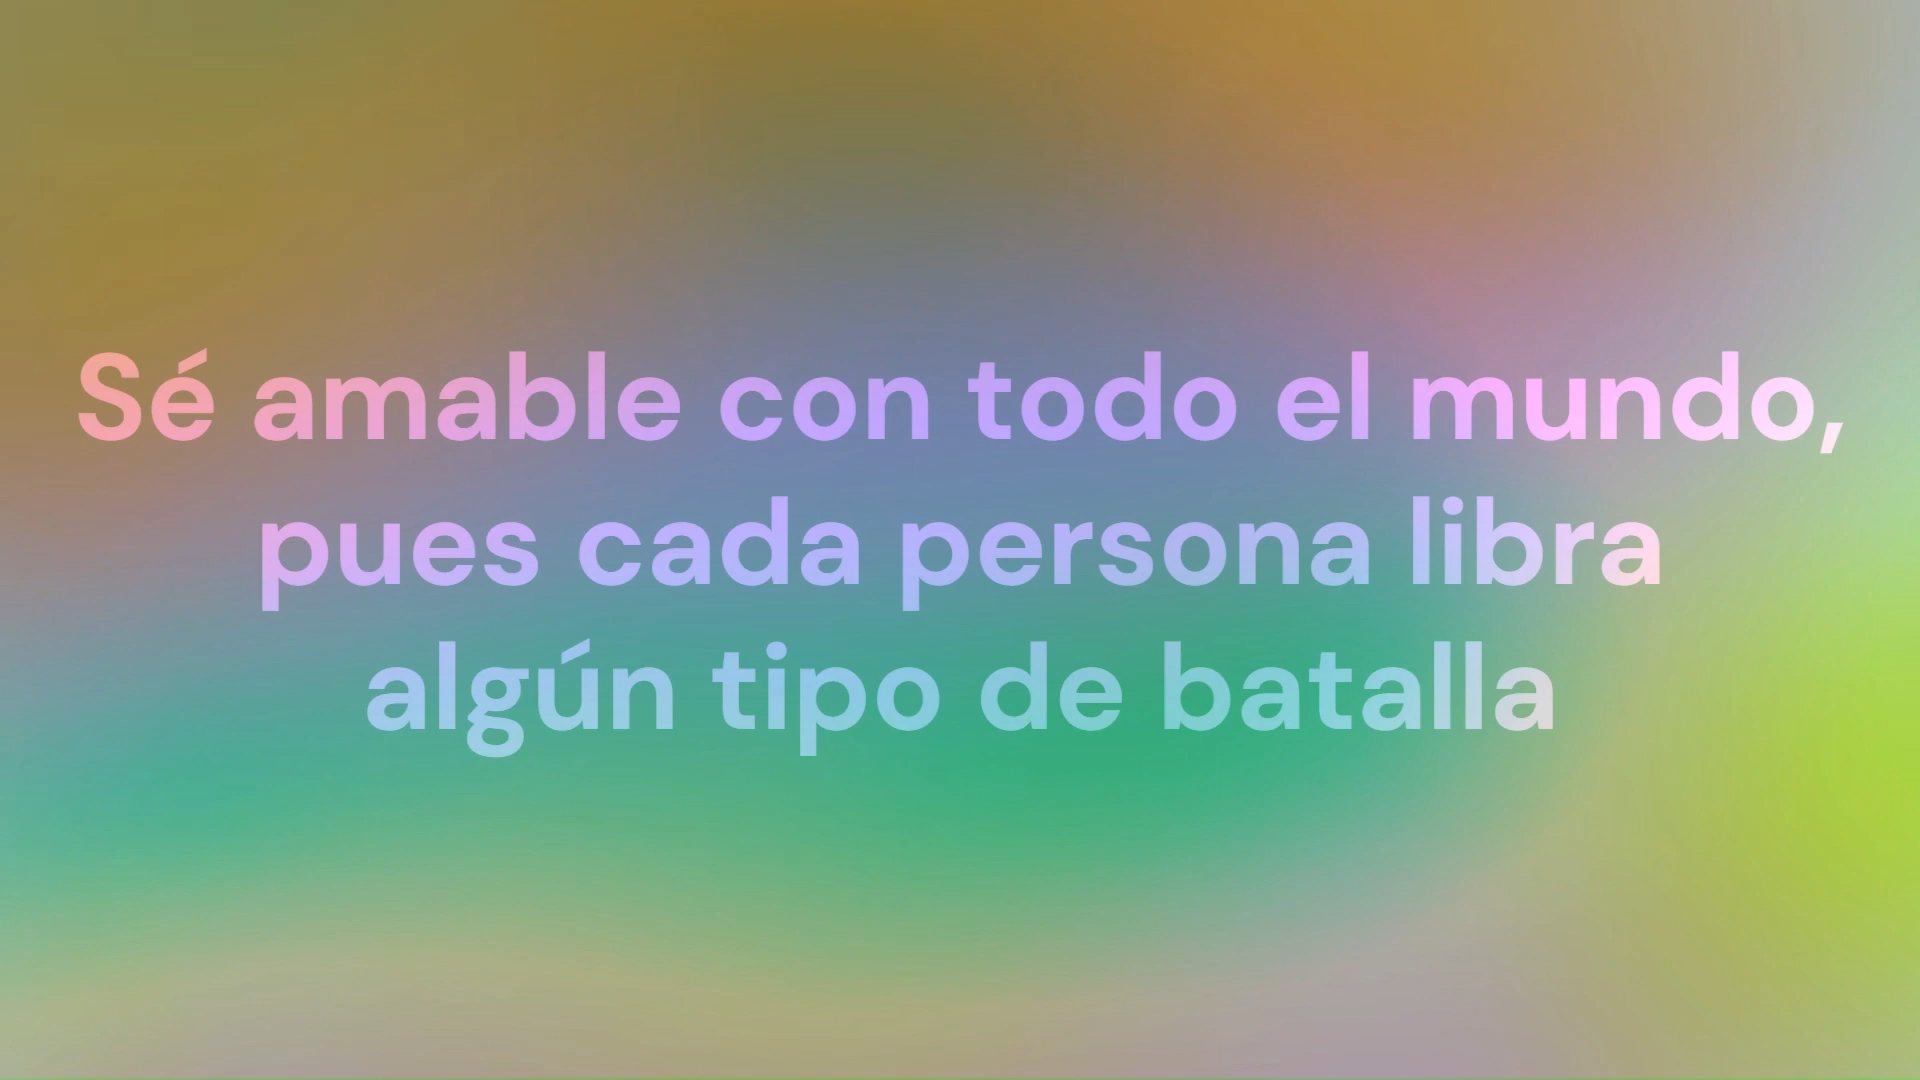 Sé amable con todo el mundo,
pues cada persona libra
algún tipo de batalla